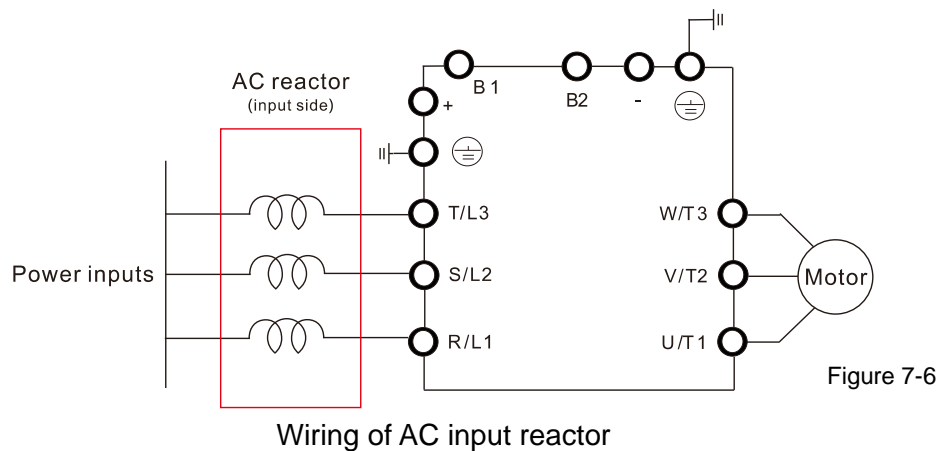 AC reactor
(input side)
B1
B2
-
+
T/L3
W/T3
Power inputs
S/L2
V/T2
Motor
R/L1
U/T1
Figure 7-6
Wiring of AC input reactor